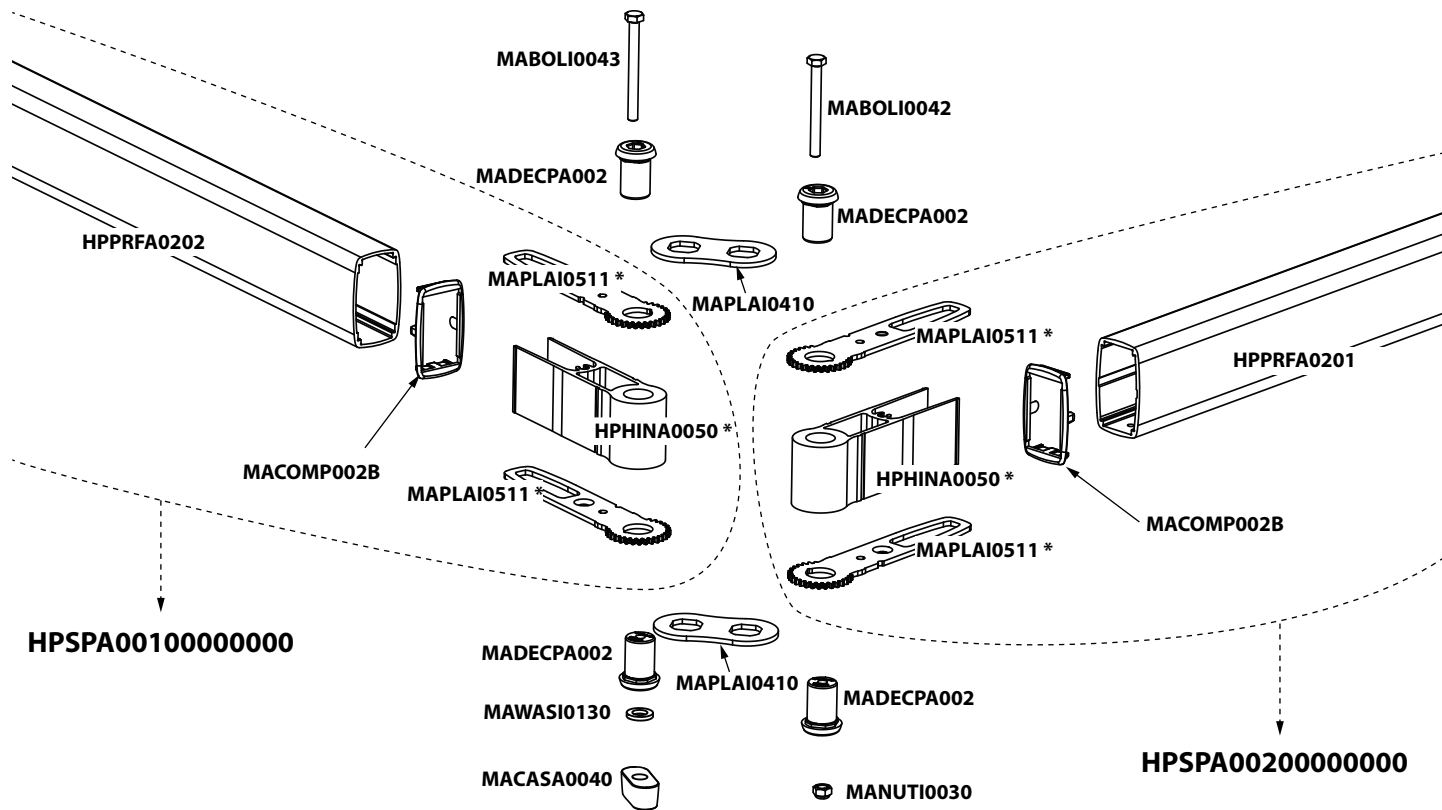 MABOLI0043
MABOLI0042
MADECPA002
MADECPA002
HPPRFA0202
MAPLAI0511 *
MAPLAI0410
MAPLAI0511 *
HPPRFA0201
HPHINA0050 *
MACOMP002B
HPHINA0050 *
MAPLAI0511 *
MACOMP002B
MAPLAI0511 *
HPSPA00100000000
MADECPA002
MAPLAI0410
MADECPA002
MAWASI0130
HPSPA00200000000
MACASA0040
MANUTI0030